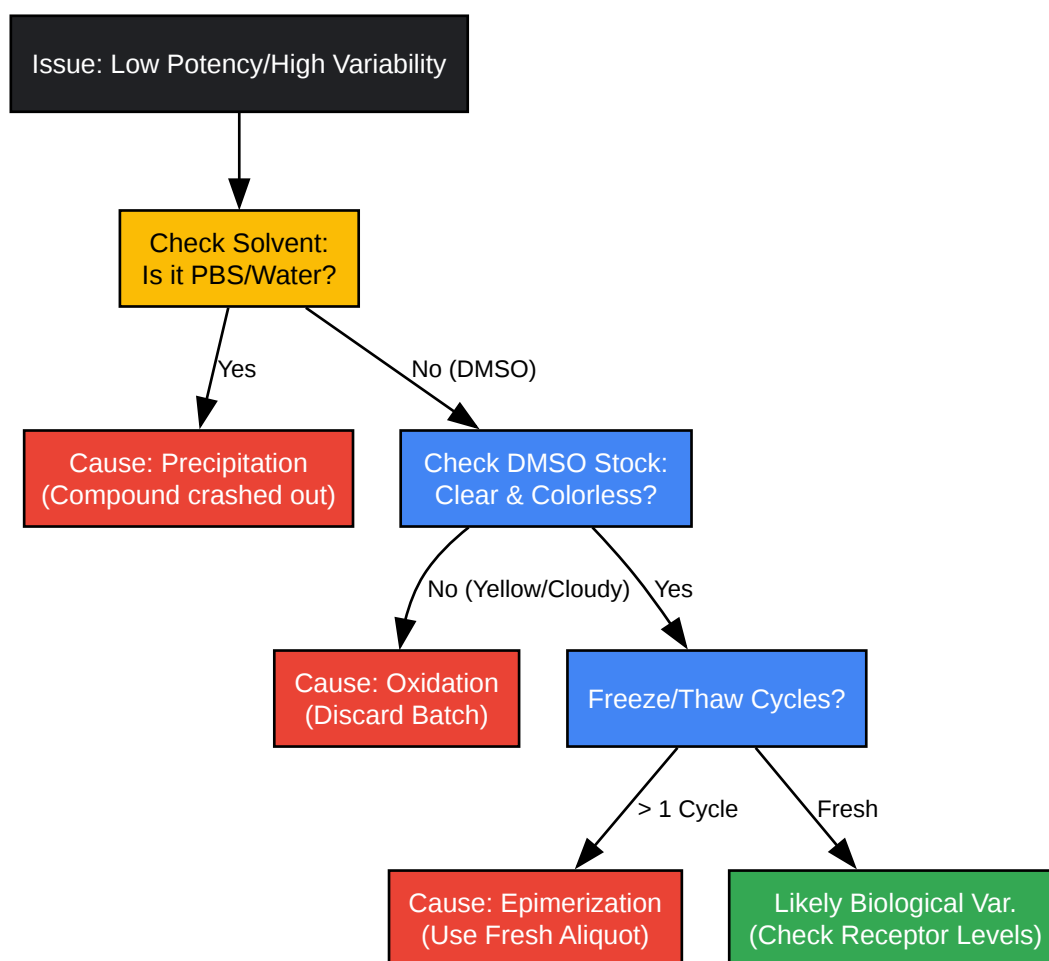 Issue: Low Potency/High Variability
Check Solvent:
Is it PBS/Water?
Yes
No (DMSO)
Cause: Precipitation
(Compound crashed out)
Check DMSO Stock:
Clear & Colorless?
No (Yellow/Cloudy)
Yes
Cause: Oxidation
(Discard Batch)
Freeze/Thaw Cycles?
> 1 Cycle
Fresh
Cause: Epimerization
(Use Fresh Aliquot)
Likely Biological Var.
(Check Receptor Levels)